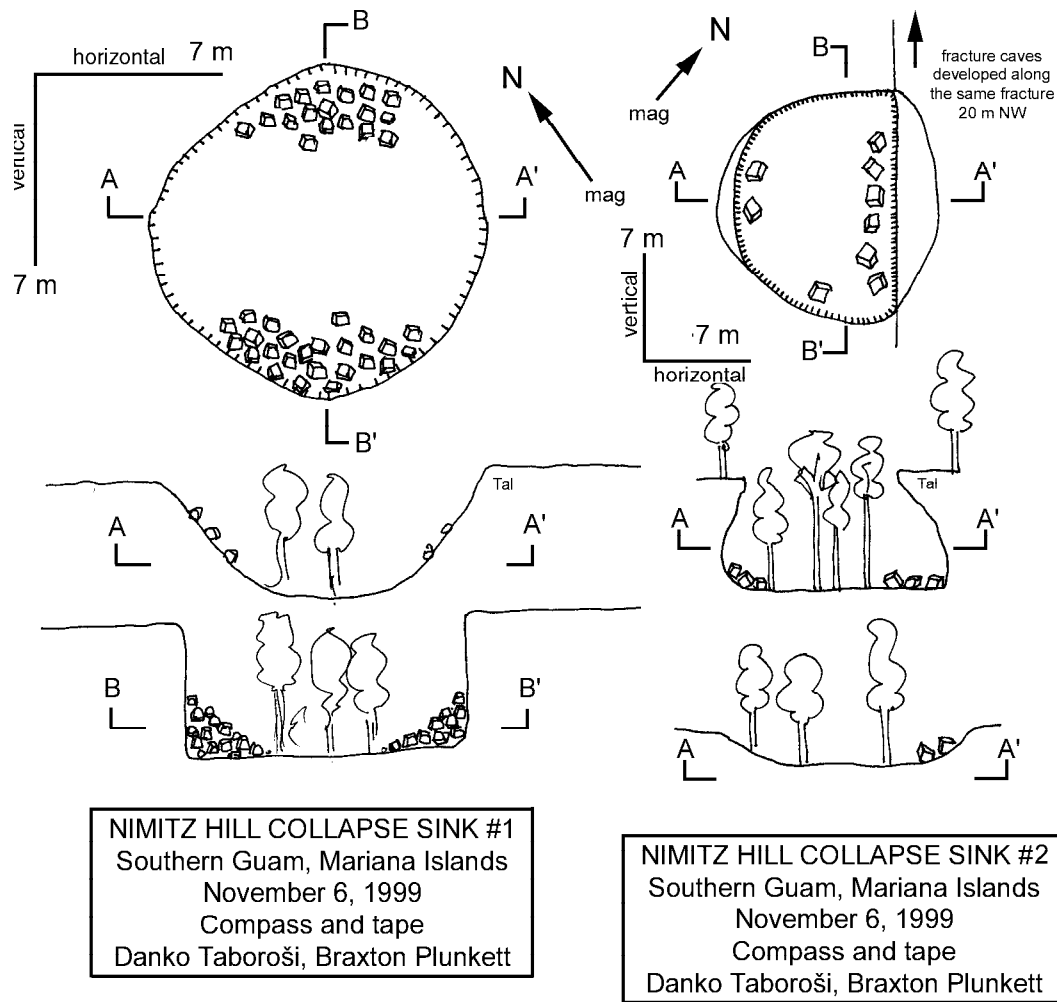 B
horizontal 7 m
vertical
7 m
N
mag
A
A'
B'
Tal
A
A'
B
B'
NIMITZ HILL COLLAPSE SINK #1
Southern Guam, Mariana Islands
November 6, 1999
Compass and tape
Danko Taboroši, Braxton Plunkett
N
mag
B
fracture caves
developed along
the same fracture
20 m NW
A
A'
7 m
vertical
7 m
horizontal
B'
Tal
A
A'
A
A'
NIMITZ HILL COLLAPSE SINK #2
Southern Guam, Mariana Islands
November 6, 1999
Compass and tape
Danko Taboroši, Braxton Plunkett